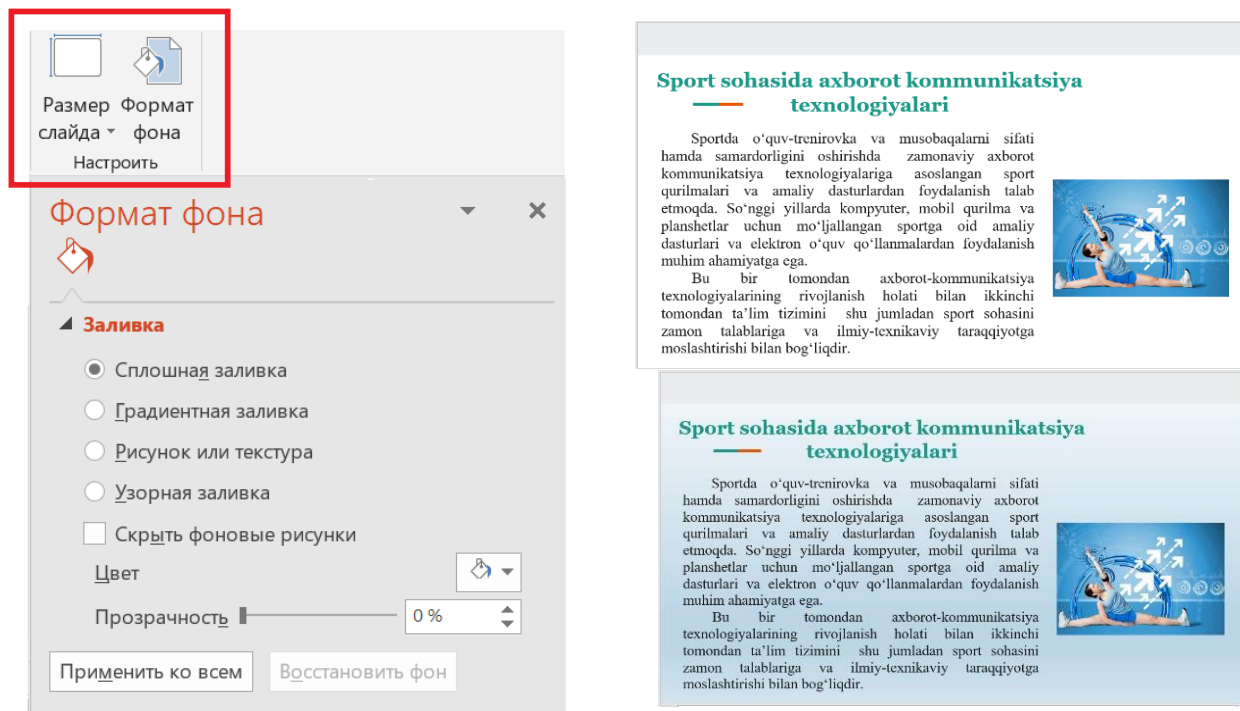 Размер Формат
слайда фона
Настроить
Формат фона
Заливка
Сплошная заливка
Градиентная заливка
Рисунок или текстура
Узорная заливка
Скрыть фоновые рисунки
Цвет
Прозрачность 0 %
Применить ко всем Восстановить фон
Sport sohasida axborot kommunikatsiya
texnologiyalari
Sportda o‘quv-trenirovka va musobaqalarni sifati
hamda samardorligini oshirishda zamonaviy axborot
kommunikatsiya texnologiyalariga asoslangan sport
qurilmalari va amaliy dasturlardan foydalanish talab
etmoqda. So‘nggi yillarda kompyuter, mobil qurilma va
planshetlar uchun mo‘ljallangan sportga oid amaliy
dasturlari va elektron o‘quv qo‘llanmalardan foydalanish
muhim ahamiyatga ega.
Bu bir tomondan axborot-kommunikatsiya
texnologiyalarining rivojlanish holati bilan ikkinchi
tomondan ta’lim tizimini shu jumladan sport sohasini
zamon talablariga va ilmiy-texnikaviy taraqqiyotga
moslashtirishi bilan bog‘liqdir.
Sport sohasida axborot kommunikatsiya
texnologiyalari
Sportda o‘quv-trenirovka va musobaqalarni sifati
hamda samardorligini oshirishda zamonaviy axborot
kommunikatsiya texnologiyalariga asoslangan sport
qurilmalari va amaliy dasturlardan foydalanish talab
etmoqda. So‘nggi yillarda kompyuter, mobil qurilma va
planshetlar uchun mo‘ljallangan sportga oid amaliy
dasturlari va elektron o‘quv qo‘llanmalardan foydalanish
muhim ahamiyatga ega.
Bu bir tomondan axborot-kommunikatsiya
texnologiyalarining rivojlanish holati bilan ikkinchi
tomondan ta’lim tizimini shu jumladan sport sohasini
zamon talablariga va ilmiy-texnikaviy taraqqiyotga
moslashtirishi bilan bog‘liqdir.